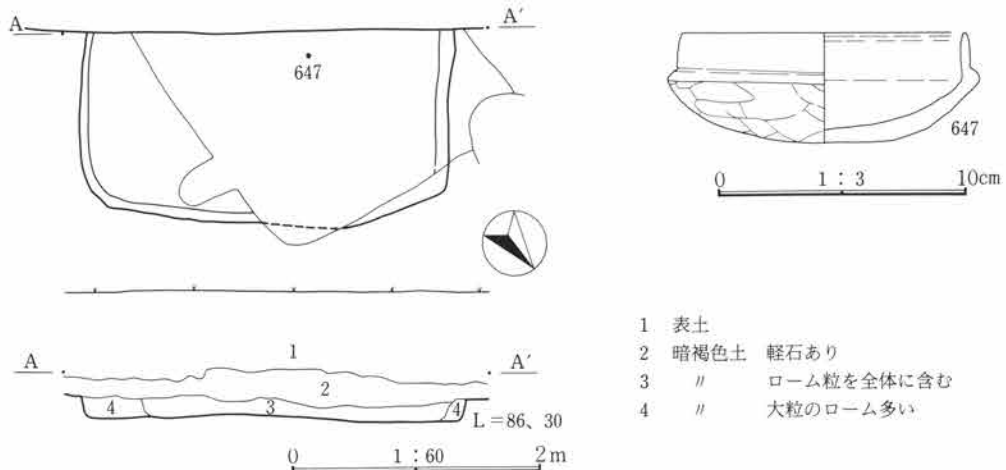 A A′
647
647
0 1：3 10cm
A 1 A′
2
4 3 4
L＝86、30
0 1：60 2m
1 表土
2 暗褐色土 軽石あり
3 〃 ローム粒を全体に含む
4 〃 大粒のローム多い